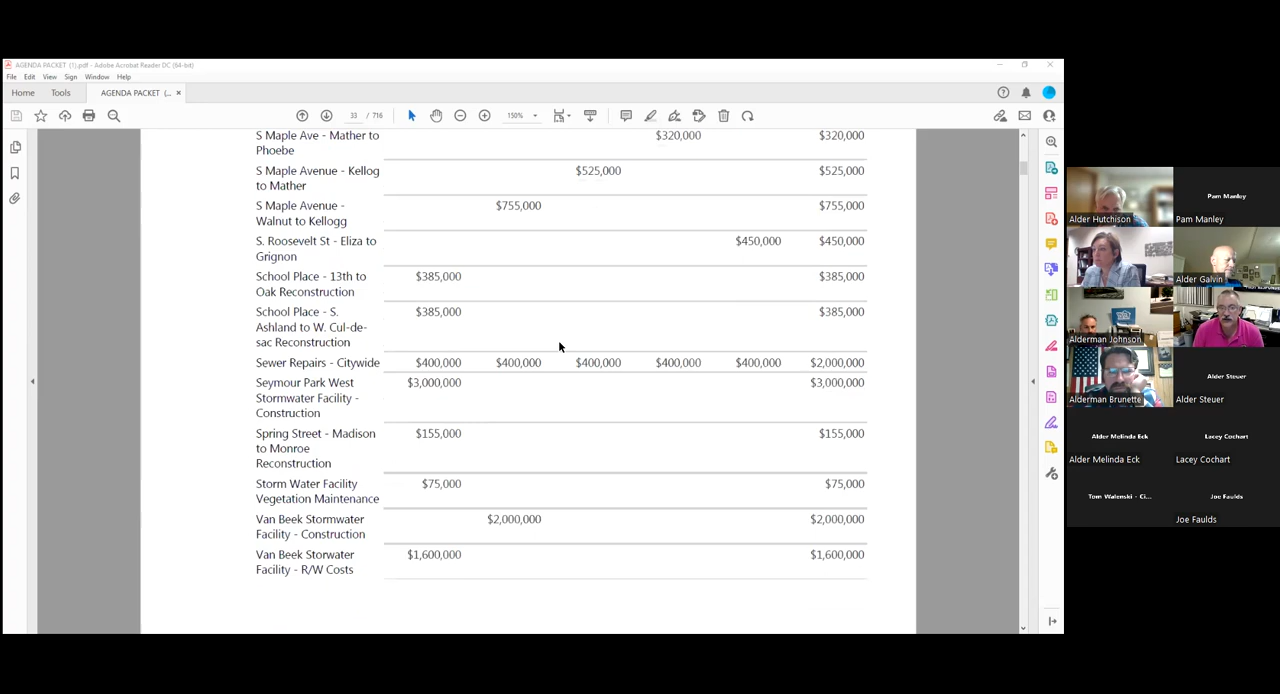 AGENDA PACKET (1).pdf - Adobe Acrobat Reader DC (64-bit)
File Edit View Sign Window Help
Home Tools AGENDA PACKET (... ×
33 / 716 150%
S Maple Ave - Mather to $320,000 $320,000
Phoebe
S Maple Avenue - Kellog $525,000 $525,000
to Mather
S Maple Avenue - $755,000 $755,000
Walnut to Kellogg
S. Roosevelt St - Eliza to $450,000 $450,000
Grignon
School Place - 13th to $385,000 $385,000
Oak Reconstruction
School Place - S. $385,000 $385,000
Ashland to W. Cul-de-
sac Reconstruction
Sewer Repairs - Citywide $400,000 $400,000 $400,000 $400,000 $400,000 $2,000,000
Seymour Park West $3,000,000 $3,000,000
Stormwater Facility -
Construction
Spring Street - Madison $155,000 $155,000
to Monroe
Reconstruction
Storm Water Facility $75,000 $75,000
Vegetation Maintenance
Van Beek Stormwater $2,000,000 $2,000,000
Facility - Construction
Van Beek Storwater $1,600,000 $1,600,000
Facility - R/W Costs
Alder Hutchison
Pam Manley
Pam Manley
Alder Galvin
Alderman Johnson
Alderman Brunette
Alder Steuer
Alder Steuer
Alder Melinda Eck
Alder Melinda Eck
Lacey Cochart
Lacey Cochart
Tom Walenski - Ci...
Joe Faulds
Joe Faulds